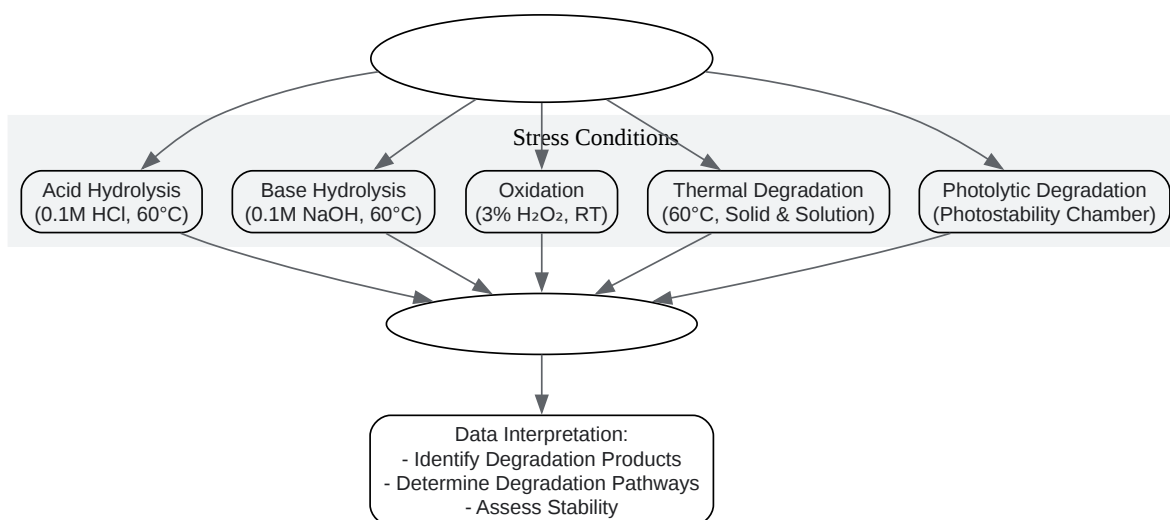 Stress Conditions
Acid Hydrolysis
(0.1M HCl, 60°C)
Base Hydrolysis
(0.1M NaOH, 60°C)
Oxidation
(3% H₂O₂, RT)
Thermal Degradation
(60°C, Solid & Solution)
Photolytic Degradation
(Photostability Chamber)
Data Interpretation:
- Identify Degradation Products
- Determine Degradation Pathways
- Assess Stability